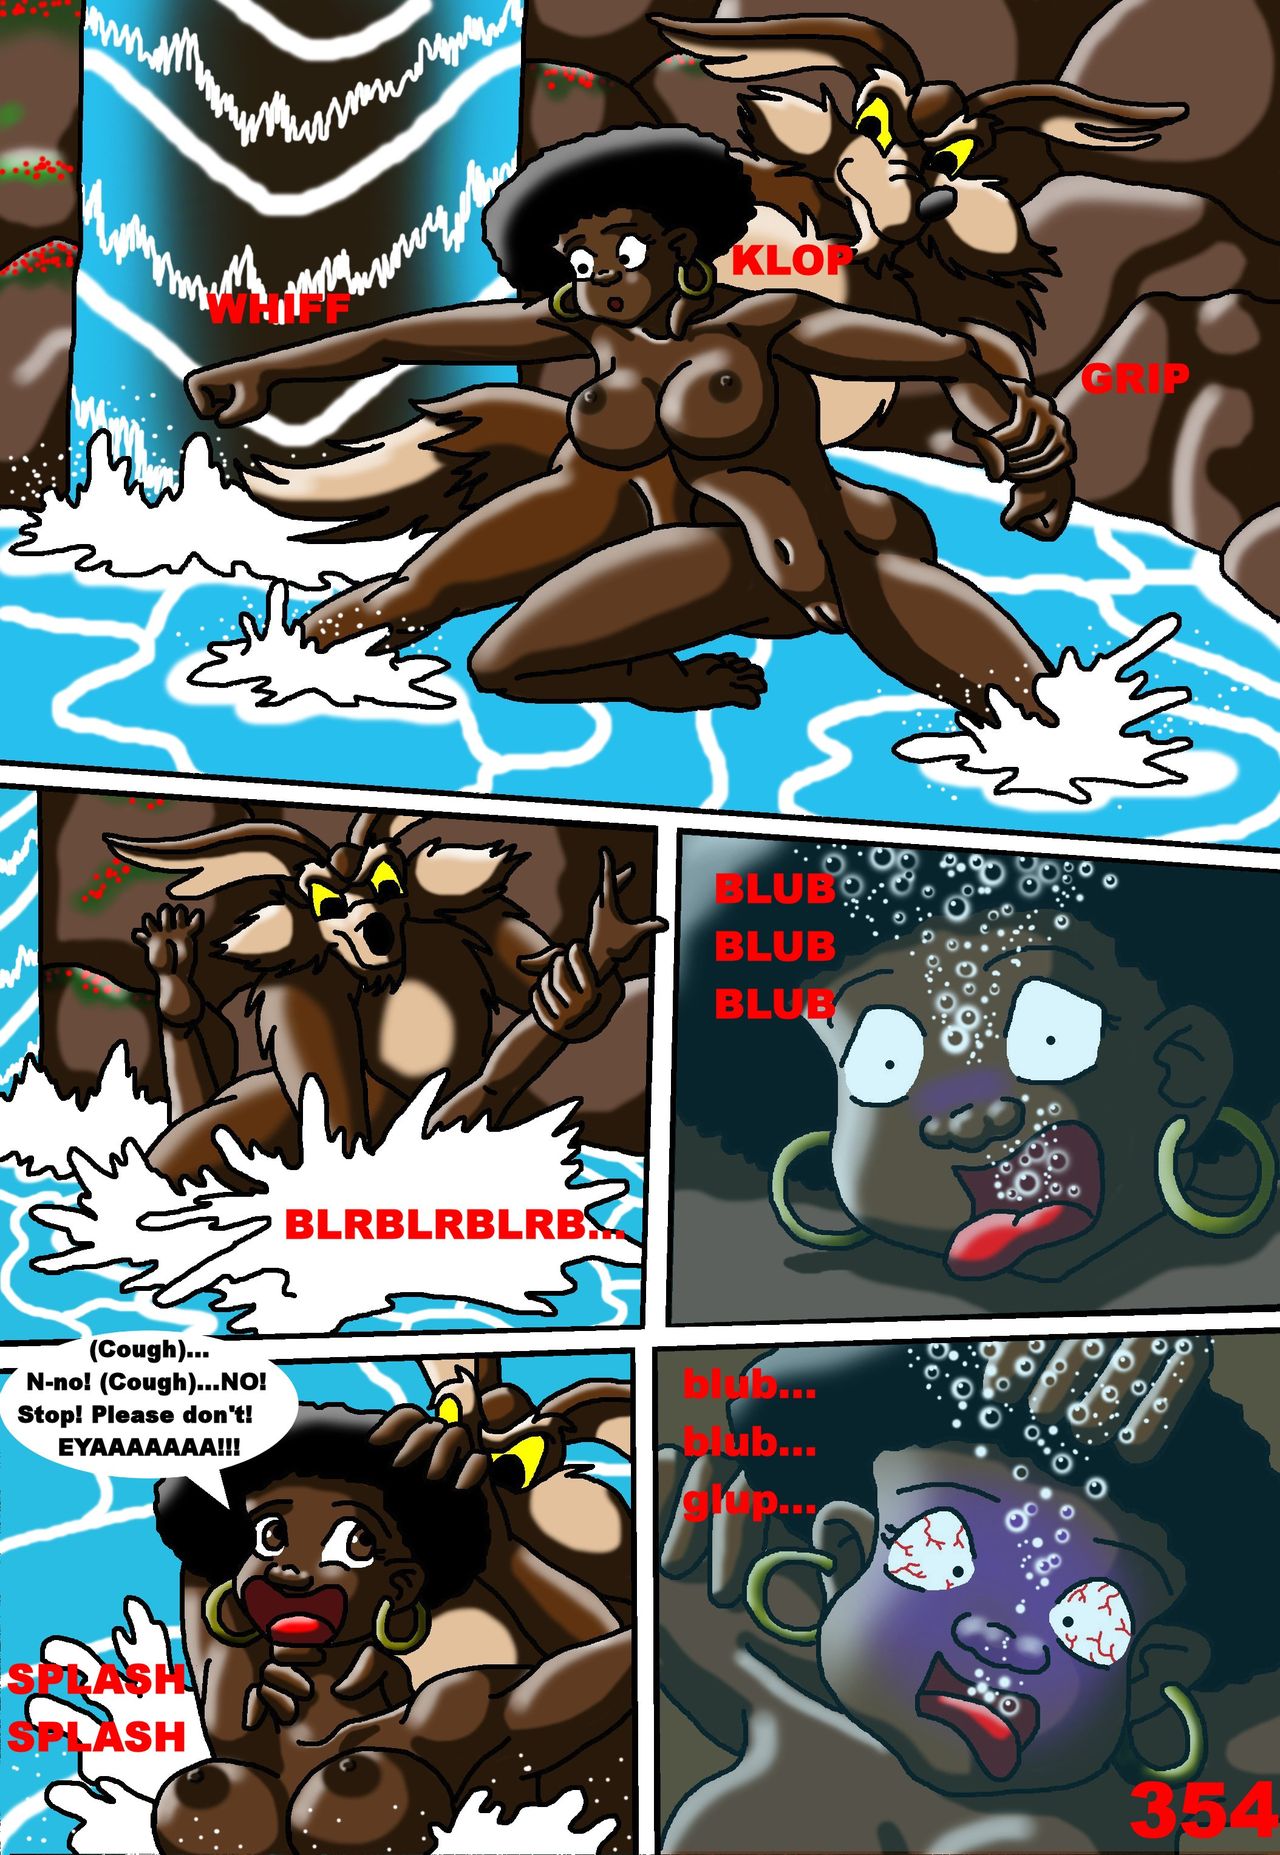 WHIFF
KLOP
GRIP
BLRBLRBLRB...
BLUB
BLUB
BLUB
(Cough)...
N-no! (Cough)...NO!
Stop! Please don't!
EYAAAAAAA!!!
SPLASH
SPLASH
blub...
blub...
glup...
354